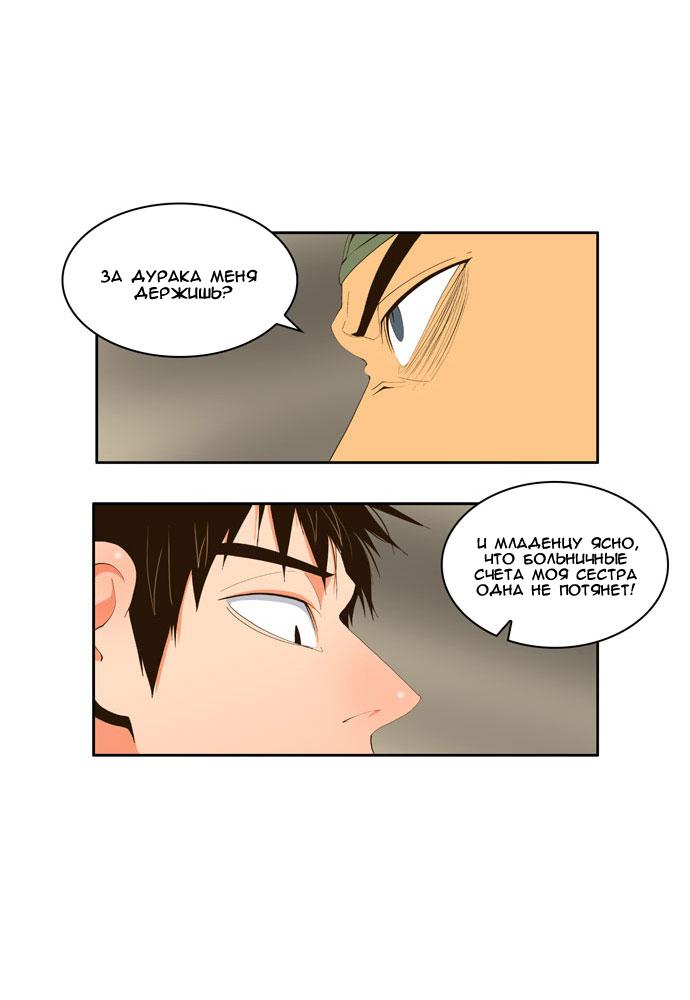 ЗА ДУРАКА МЕНЯ
ДЕРЖИШЬ?
И МЛАДЕНЦУ ЯСНО,
ЧТО БОЛЬНИЧНЫЕ
СЧЕТА МОЯ СЕСТРА
ОДНА НЕ ПОТЯНЕТ!